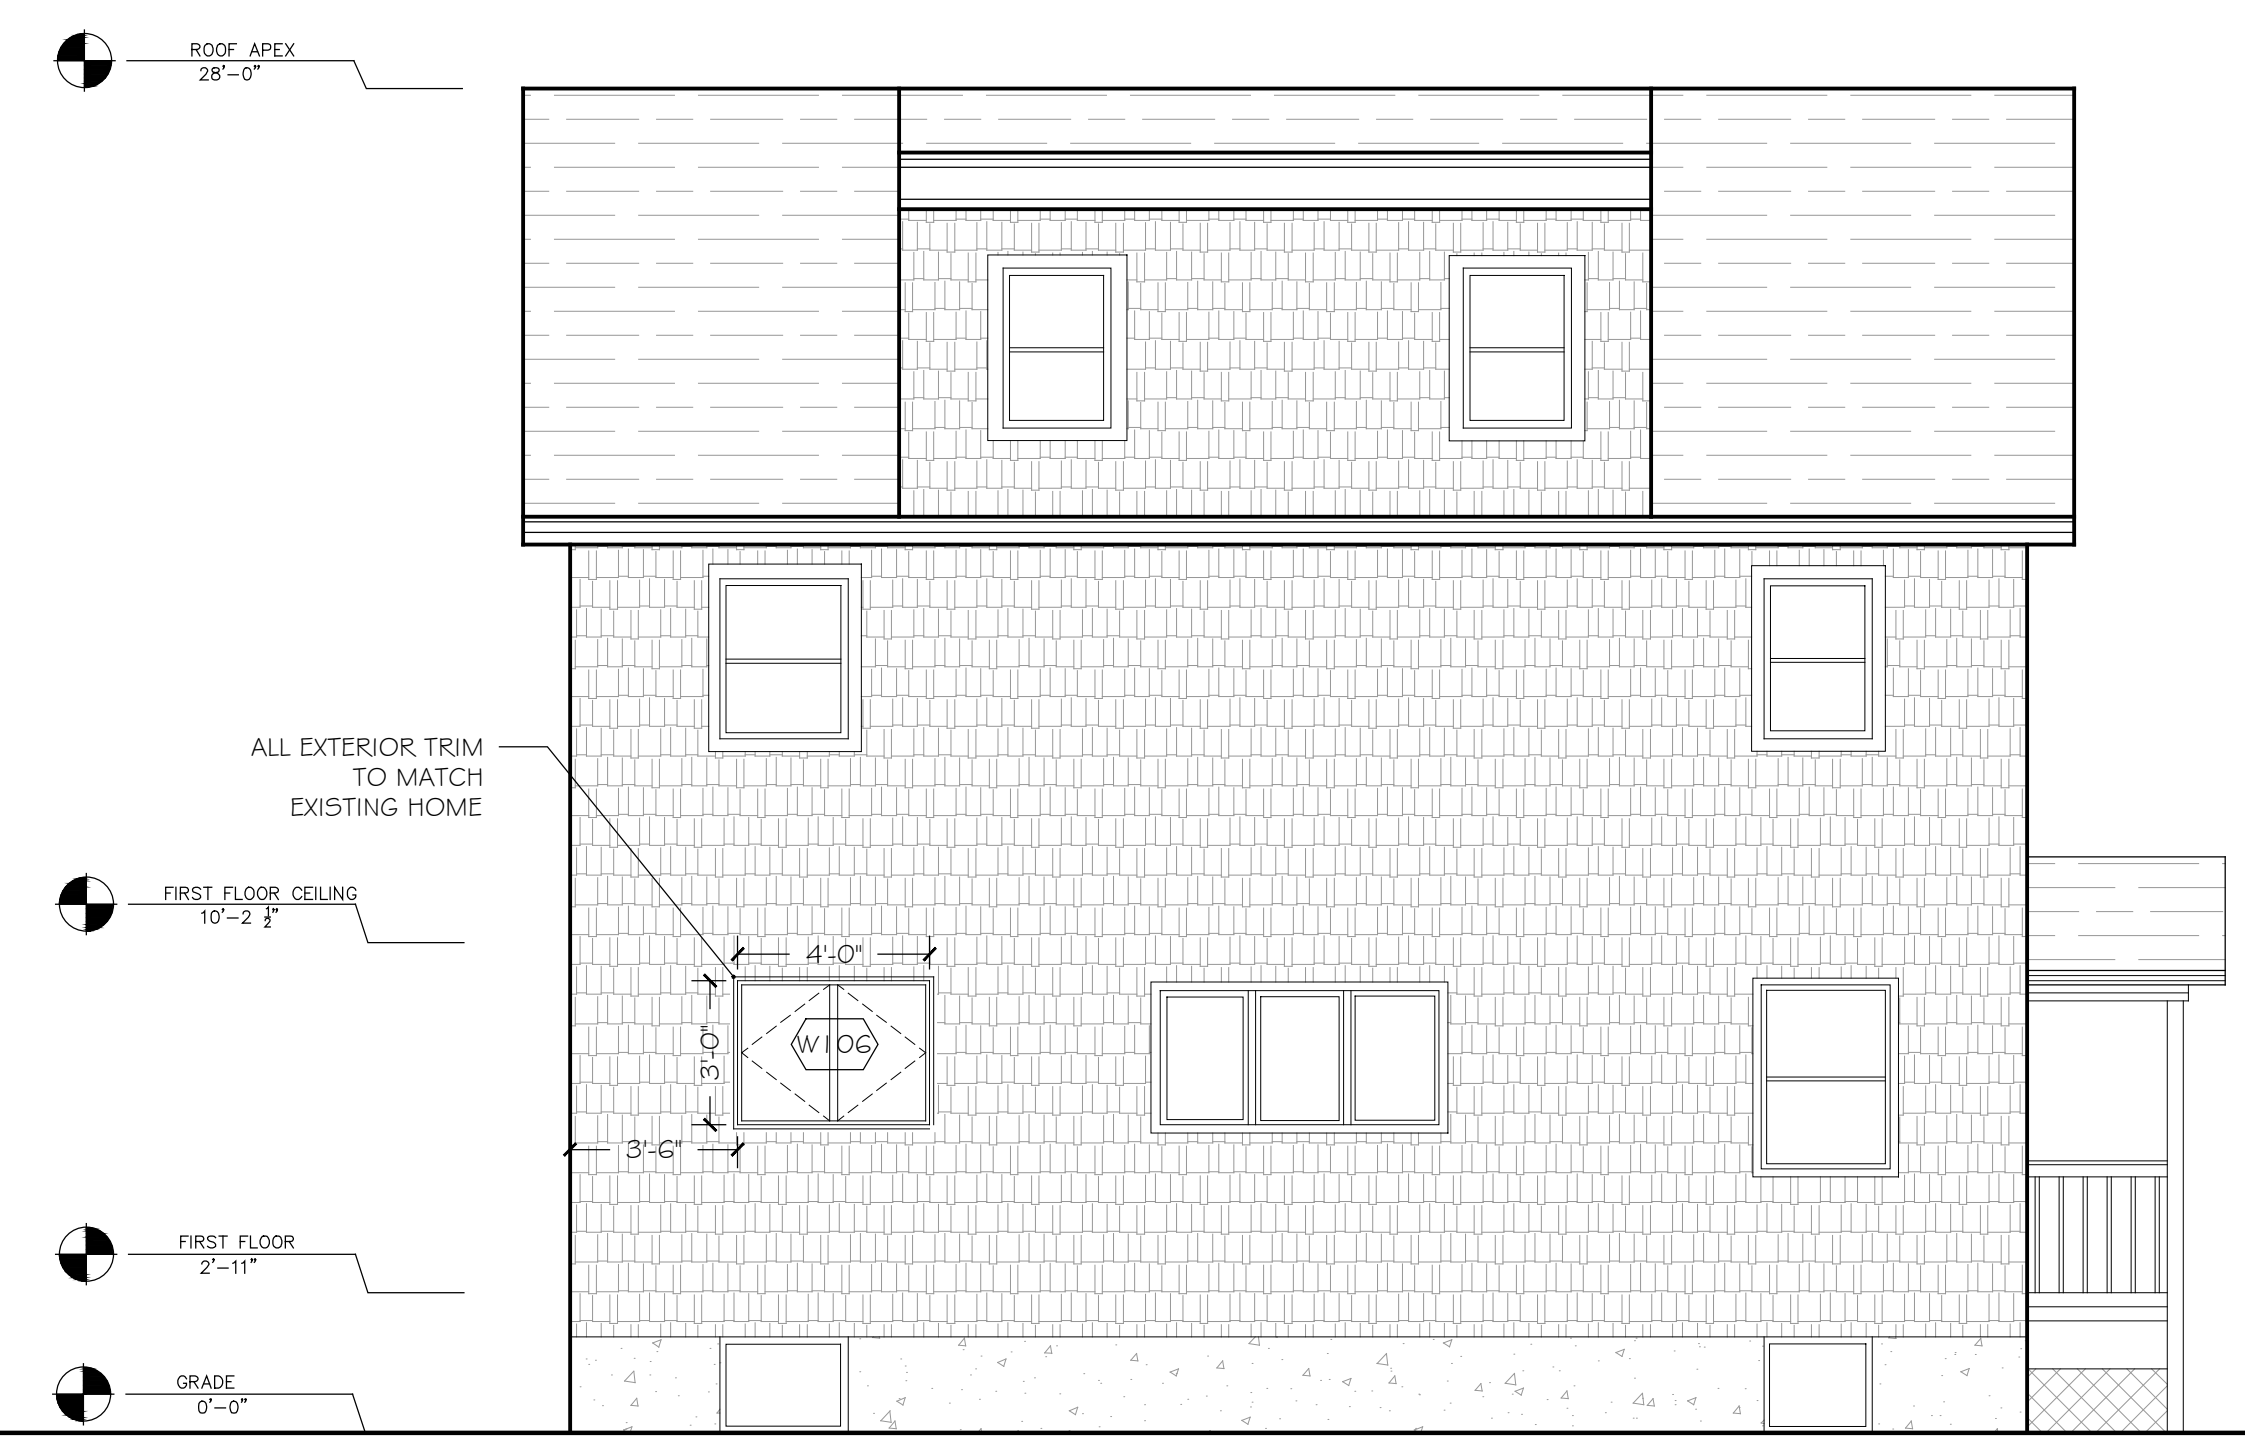 ROOF APEX
28'-0"
ALL EXTERIOR TRIM
TO MATCH
EXISTING HOME
FIRST FLOOR CEILING
10'-2 1/2"
4'-0"
3'-0"
W106
3'-6"
FIRST FLOOR
2'-11"
GRADE
0'-0"